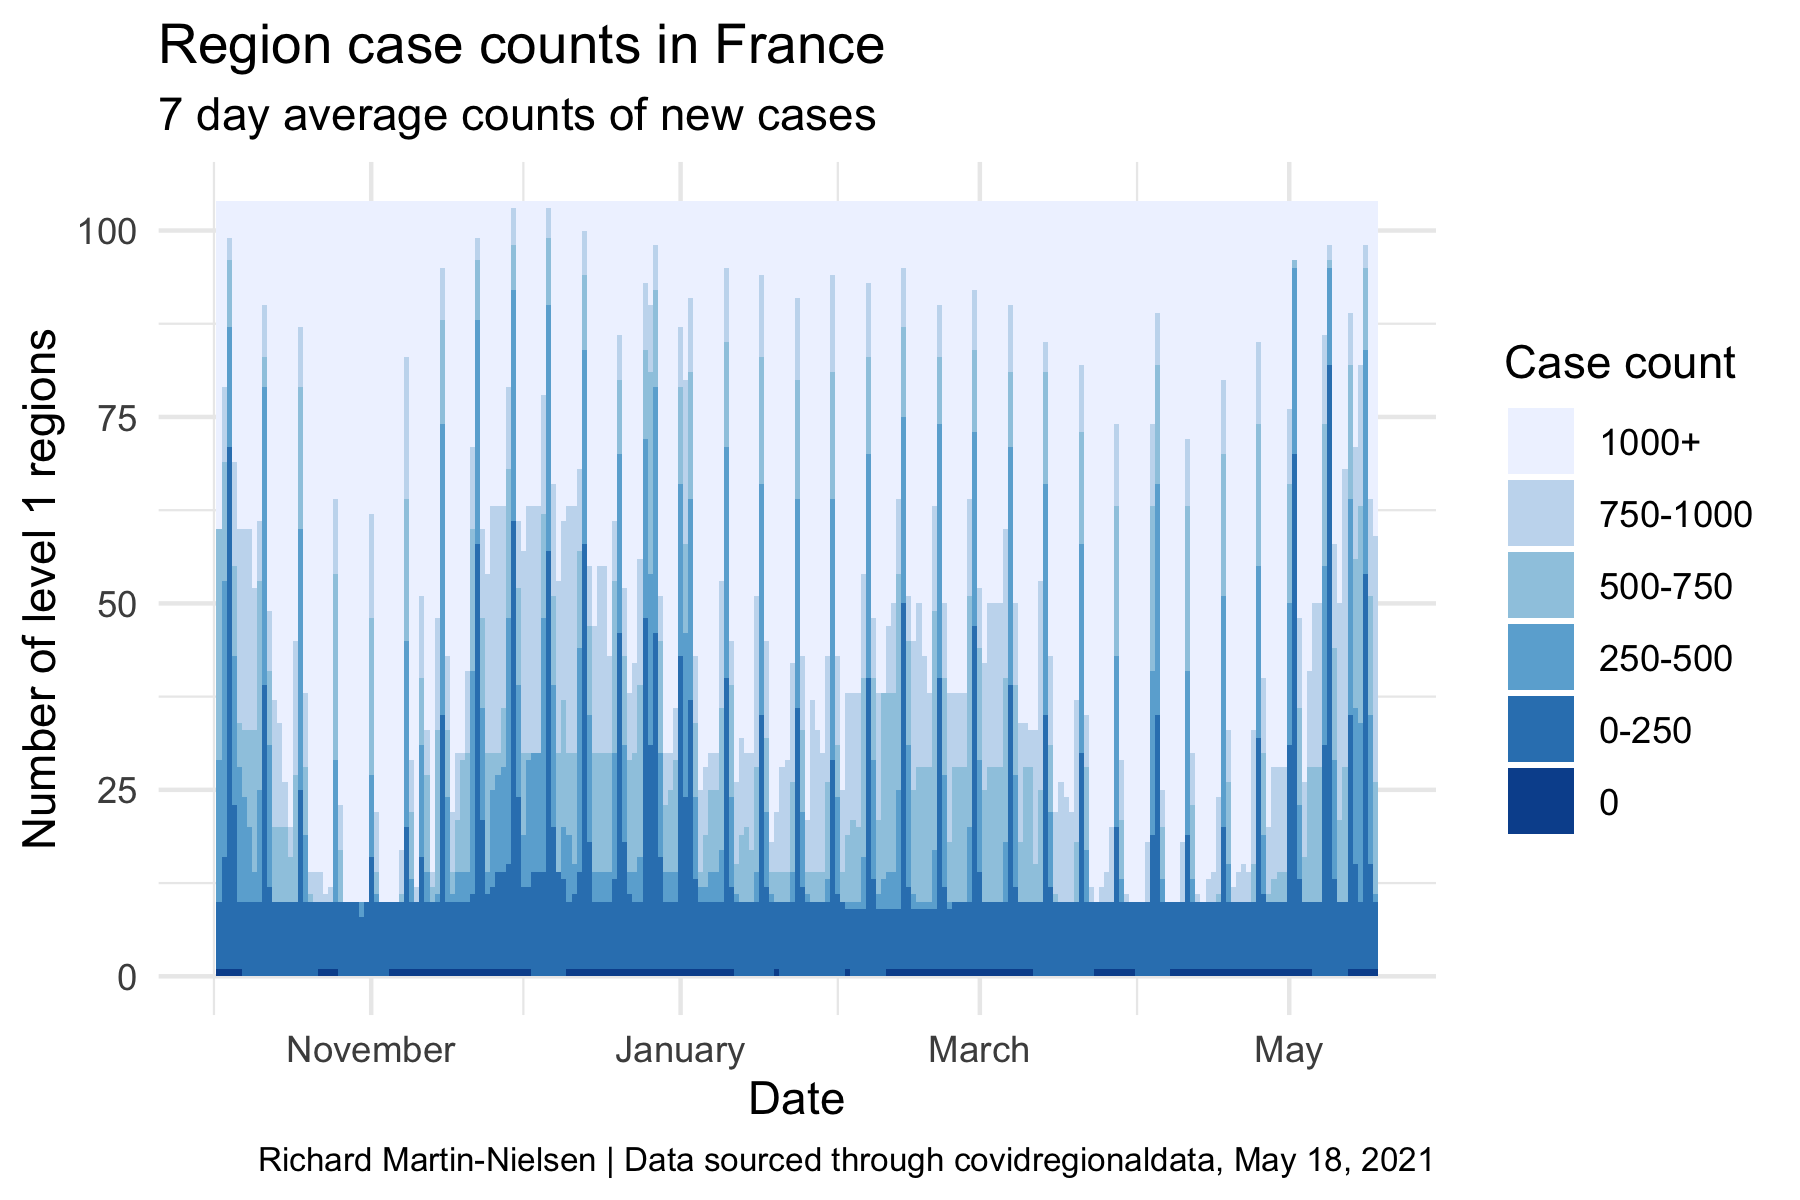 Region case counts in France
7 day average counts of new cases
Number of level 1 regions
100
75
50
25
0
November
January
March
May
Date
Case count
1000+
750-1000
500-750
250-500
0-250
0
Richard Martin-Nielsen | Data sourced through covidregionaldata, May 18, 2021